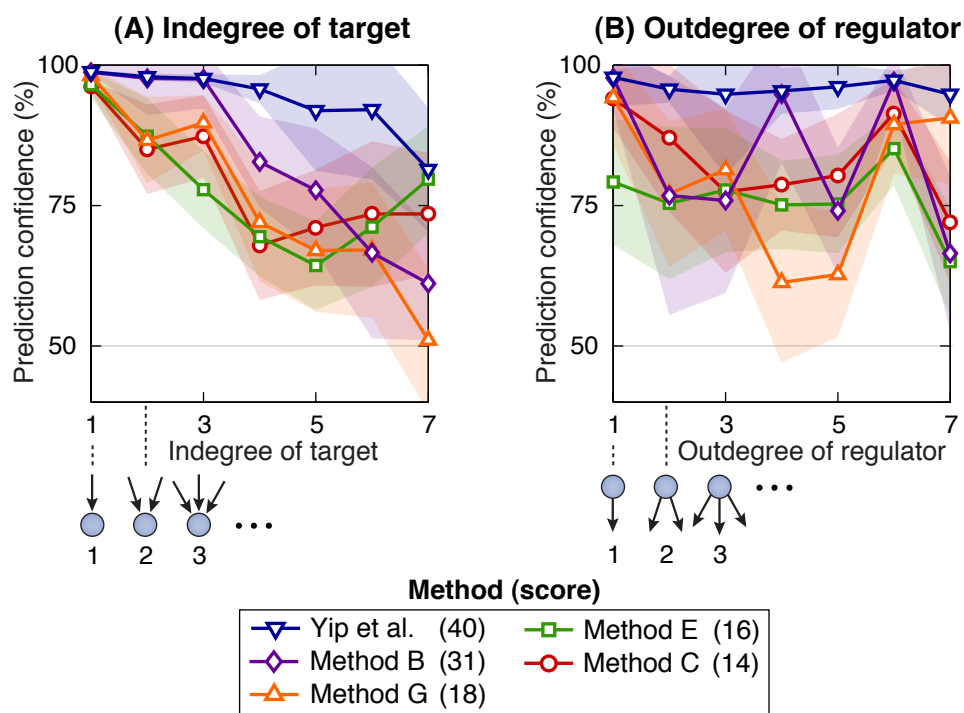 (A) Indegree of target
(B) Outdegree of regulator
Prediction confidence (%)
100
75
50
1 3 5 7
Indegree of target
1 2 3 •••
Prediction confidence (%)
100
75
50
1 3 5 7
Outdegree of regulator
•••
1 2 3
Method (score)
Yip et al. (40)
Method B (31)
Method G (18)
Method E (16)
Method C (14)